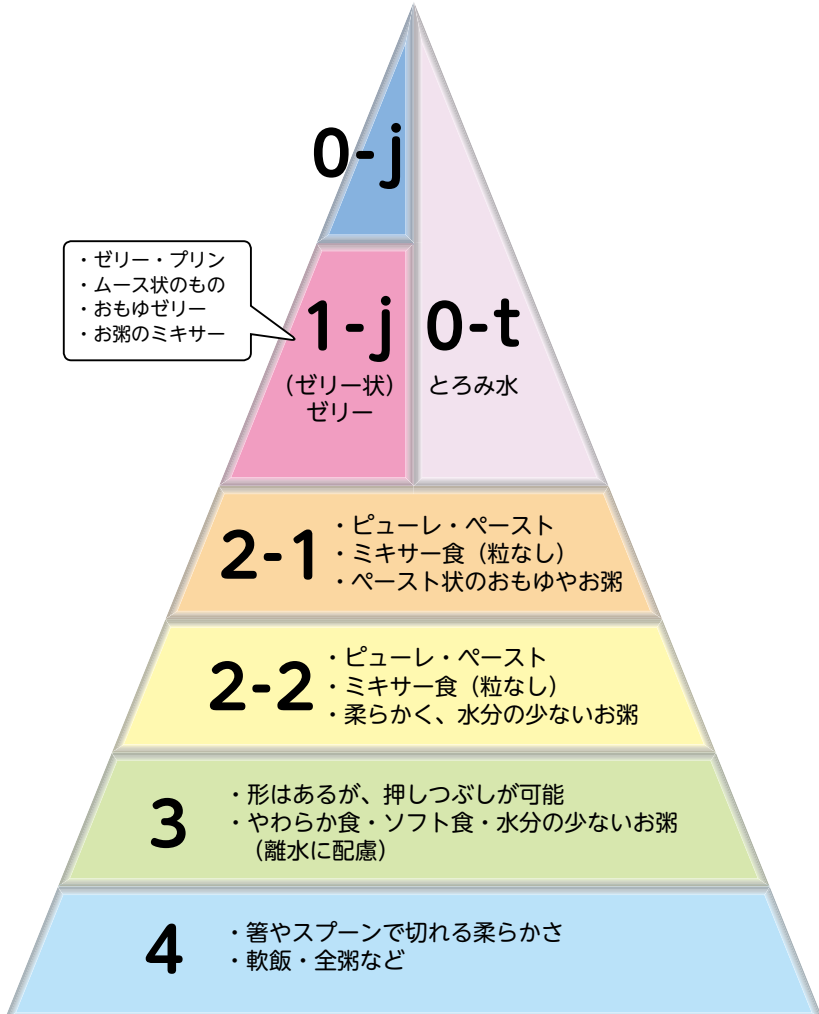 0-j
・ゼリー・プリン
・ムース状のもの
・おもゆゼリー
・お粥のミキサー
1-j
（ゼリー状）
ゼリー
0-t
とろみ水
2-1
・ピューレ・ペースト
・ミキサー食（粒なし）
・ペースト状のおもゆやお粥
2-2
・ピューレ・ペースト
・ミキサー食（粒なし）
・柔らかく、水分の少ないお粥
3
・形はあるが、押しつぶしが可能
・やわらか食・ソフト食・水分の少ないお粥
（離水に配慮）
4
・箸やスプーンで切れる柔らかさ
・軟飯・全粥など